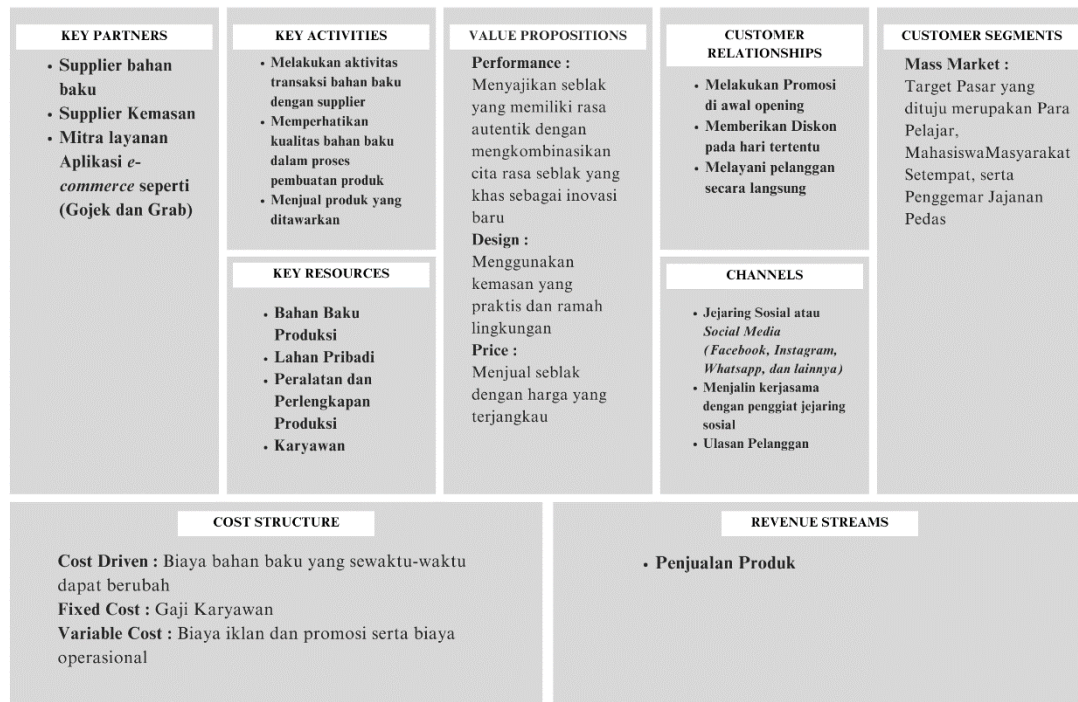 KEY PARTNERS
• Supplier bahan
baku
• Supplier Kemasan
• Mitra layanan
Aplikasi e-
commerce seperti
(Gojek dan Grab)
KEY ACTIVITIES
• Melakukan aktivitas
transaksi bahan baku
dengan supplier
• Memperhatikan
kualitas bahan baku
dalam proses
pembuatan produk
• Menjual produk yang
ditawarkan
KEY RESOURCES
• Bahan Baku
Produksi
• Lahan Pribadi
• Peralatan dan
Perlengkapan
Produksi
• Karyawan
VALUE PROPOSITIONS
Performance :
Menyajikan seblak
yang memiliki rasa
autentik dengan
mengkombinasikan
cita rasa seblak yang
khas sebagai inovasi
baru
Design :
Menggunakan
kemasan yang
praktis dan ramah
lingkungan
Price :
Menjual seblak
dengan harga yang
terjangkau
CUSTOMER
RELATIONSHIPS
• Melakukan Promosi
di awal opening
• Memberikan Diskon
pada hari tertentu
• Melayani pelanggan
secara langsung
CHANNELS
• Jejaring Sosial atau
Social Media
(Facebook, Instagram,
Whatsapp, dan lainnya)
• Menjalin kerjasama
dengan penggiat jejaring
sosial
• Ulasan Pelanggan
CUSTOMER SEGMENTS
Mass Market :
Target Pasar yang
dituju merupakan Para
Pelajar,
MahasiswaMasyarakat
Setempat, serta
Penggemar Jajanan
Pedas
COST STRUCTURE
Cost Driven : Biaya bahan baku yang sewaktu-waktu
dapat berubah
Fixed Cost : Gaji Karyawan
Variable Cost : Biaya iklan dan promosi serta biaya
operasional
REVENUE STREAMS
• Penjualan Produk